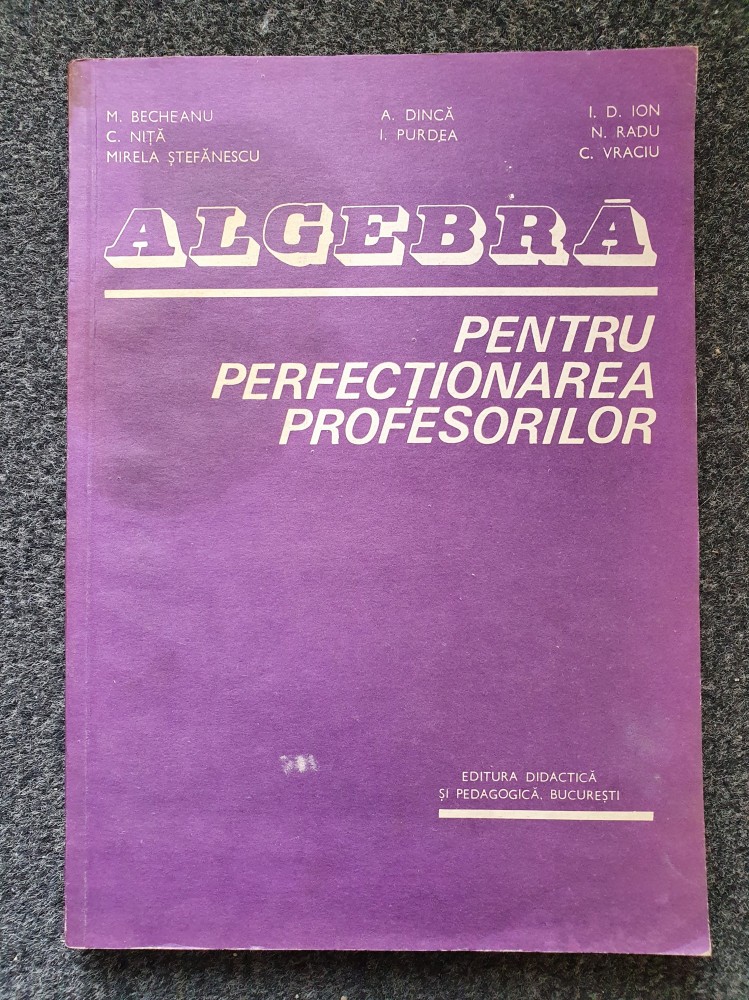 M. BECHEANU A. DINCĂ I. D. ION
C. NIȚĂ I. PURDEA N. RADU
MIRELA ȘTEFĂNESCU C. VRACIU
ALGEBRĂ
PENTRU
PERFECȚIONAREA
PROFESORILOR
EDITURA DIDACTICĂ
ȘI PEDAGOGICĂ, BUCUREȘTI